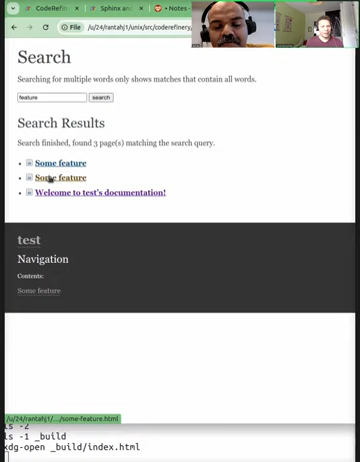 CodeRefin
Sphinx and
• Notes -
File
/u/24/rantahj1/unix/src/coderefinery,
Search
Searching for multiple words only shows matches that contain all words.
feature
search
Search Results
Search finished, found 3 page(s) matching the search query.
Some feature
Some feature
Welcome to test's documentation!
test
Navigation
Contents:
Some feature
/u/24/rantahj1/.../some-feature.html
ls -2
ls -1 _build
xdg-open _build/index.html